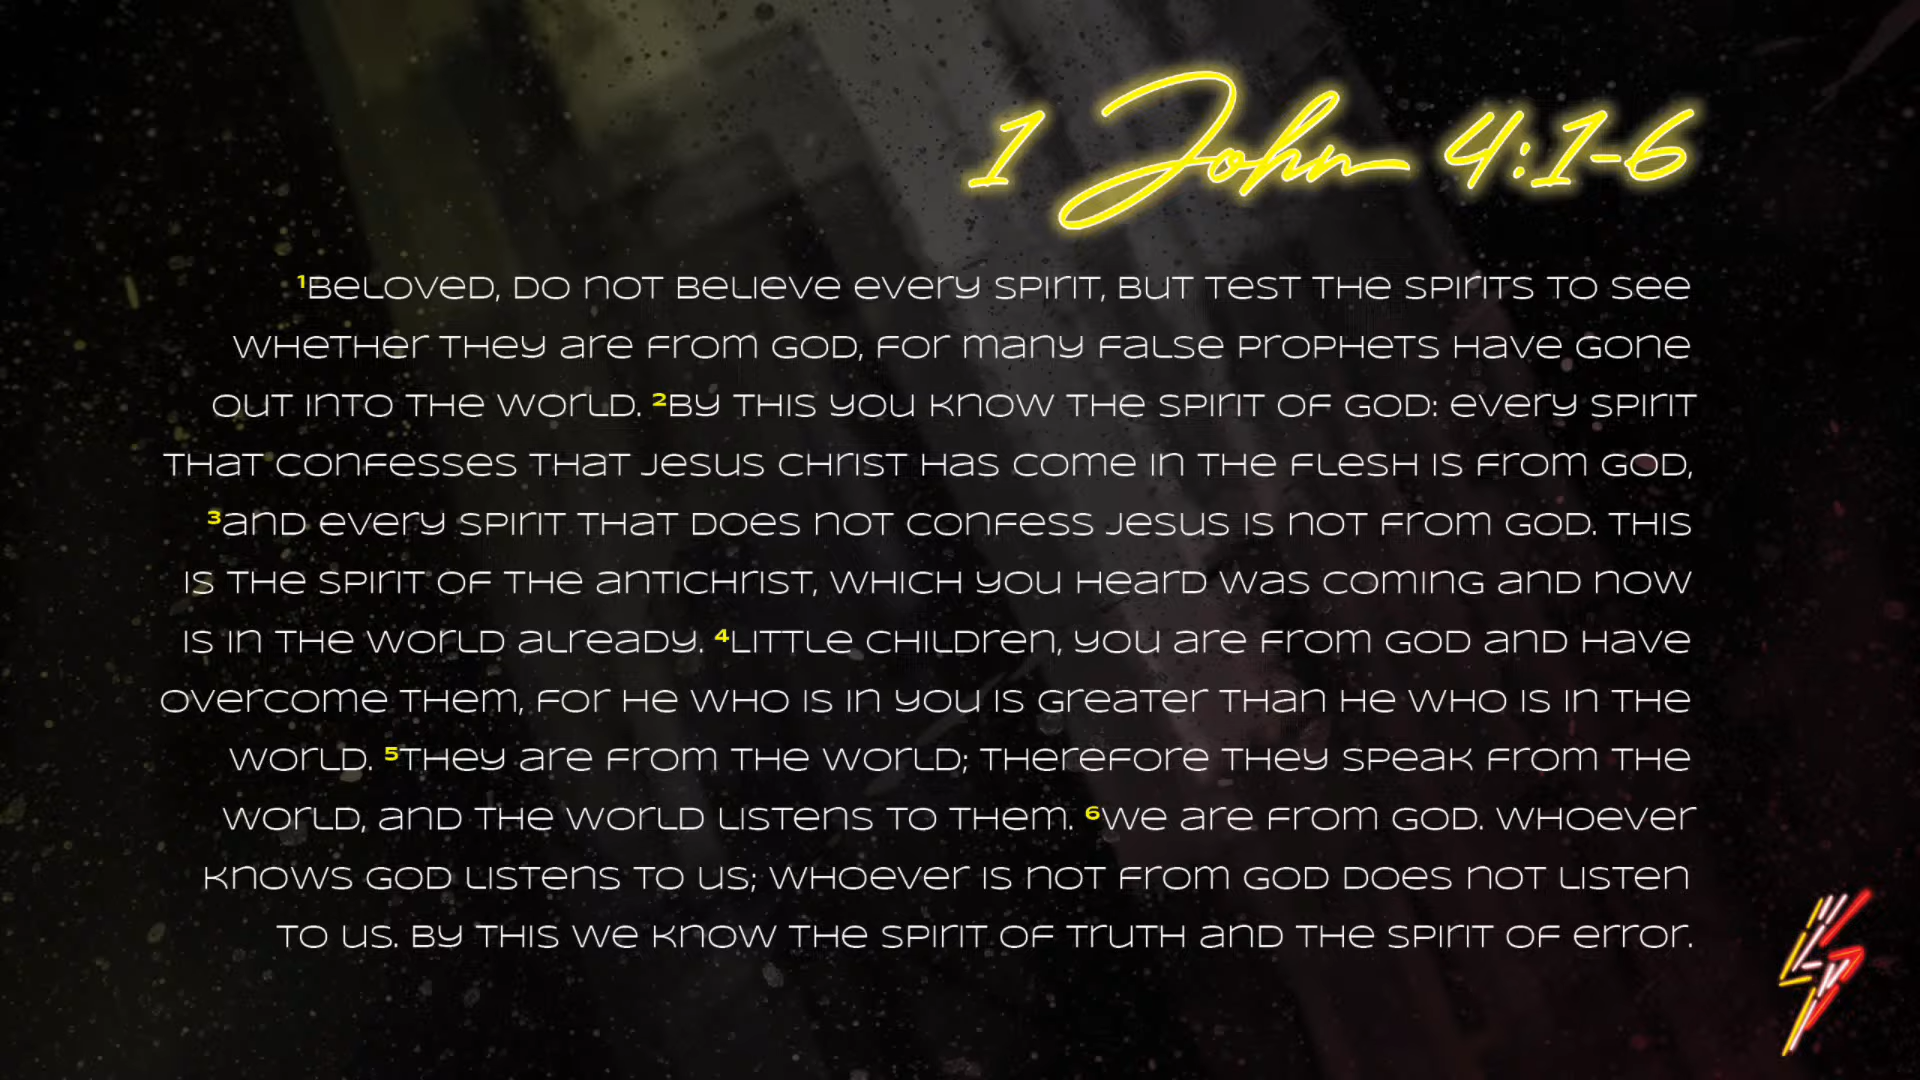 1 John 4:1-6
1Beloved, do not believe every spirit, but test the spirits to see
whether they are from God, for many false prophets have gone
out into the world. 2By this you know the Spirit of God: every spirit
that confesses that Jesus Christ has come in the flesh is from God,
3and every spirit that does not confess Jesus is not from God. This
is the spirit of the antichrist, which you heard was coming and now
is in the world already. 4Little children, you are from God and have
overcome them, for he who is in you is greater than he who is in the
world. 5They are from the world; therefore they speak from the
world, and the world listens to them. 6We are from God. Whoever
knows God listens to us; whoever is not from God does not listen
to us. By this we know the Spirit of truth and the spirit of error.